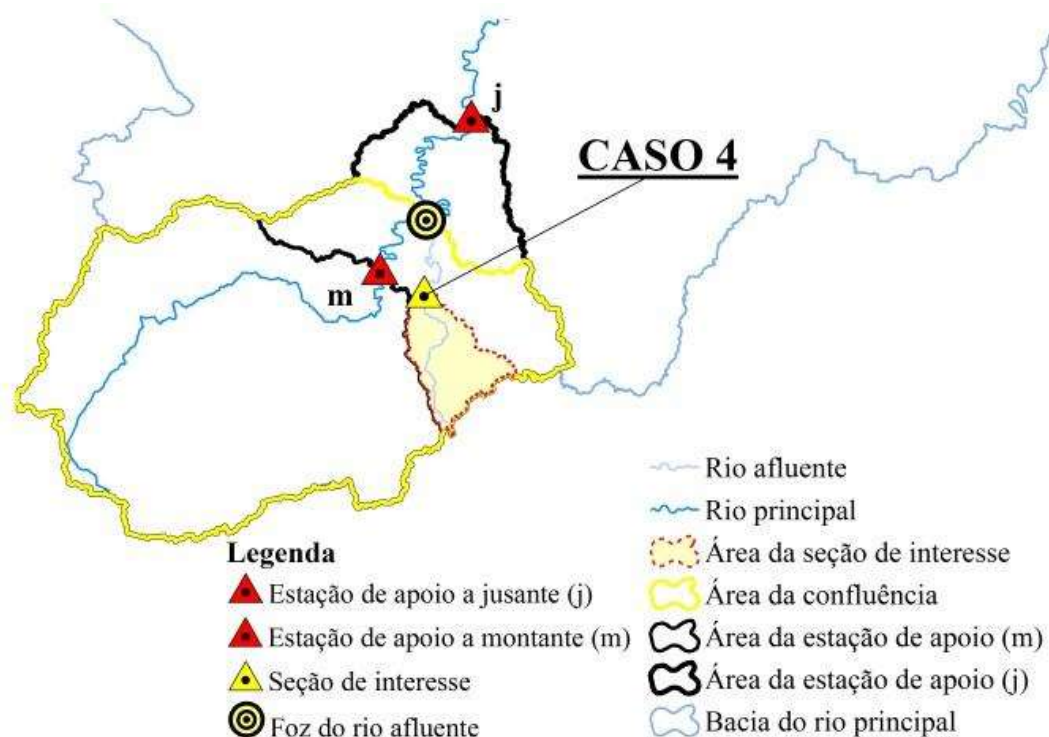 j
CASO 4
m
Legenda
Estação de apoio a jusante (j)
Estação de apoio a montante (m)
Seção de interesse
Foz do rio afluente
Rio afluente
Rio principal
Área da seção de interesse
Área da confluência
Área da estação de apoio (m)
Área da estação de apoio (j)
Bacia do rio principal